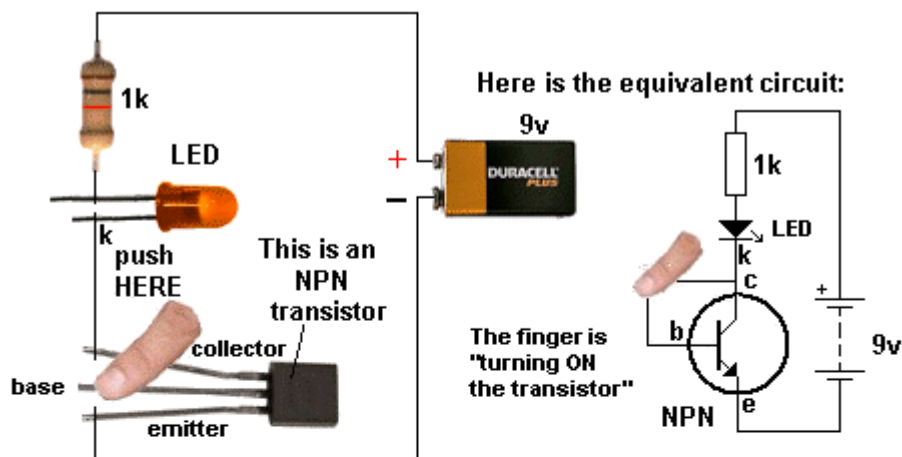 1k
LED
k
push
HERE
This is an
NPN
transistor
collector
base
emitter
9v
+
−
DURACELL
PLUS
Here is the equivalent circuit:
1k
LED
k
c
b
e
NPN
+
9v
The finger is
"turning ON
the transistor"